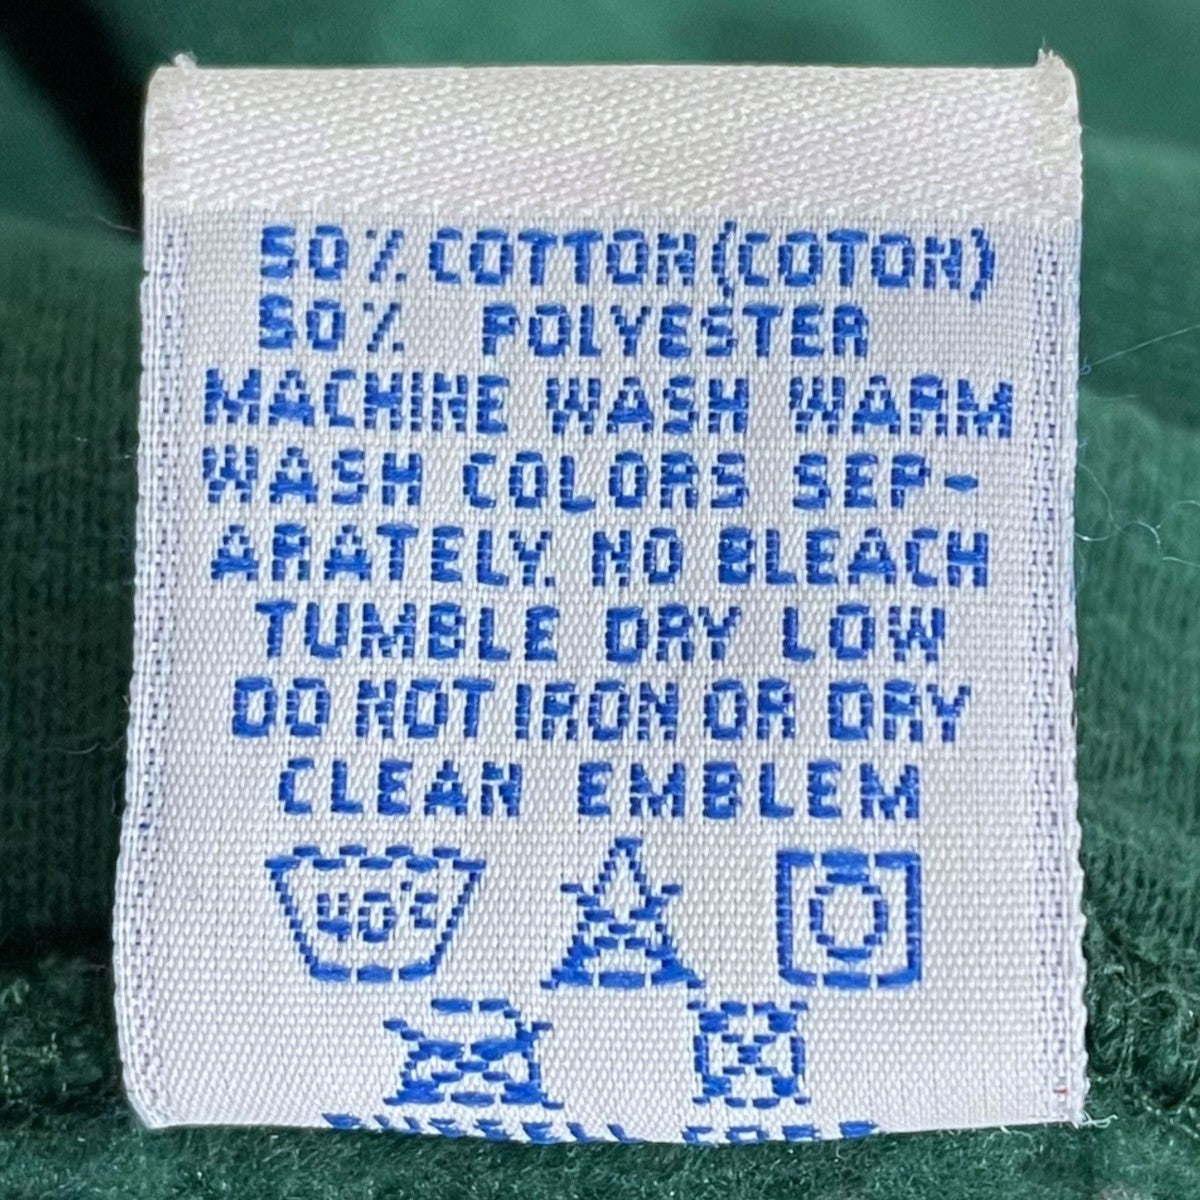 50% COTTON (COTON)
50% POLYESTER
MACHINE WASH WARM
WASH COLORS SEP-
ARATELY. NO BLEACH
TUMBLE DRY LOW
DO NOT IRON OR DRY
CLEAN EMBLEM
40°C